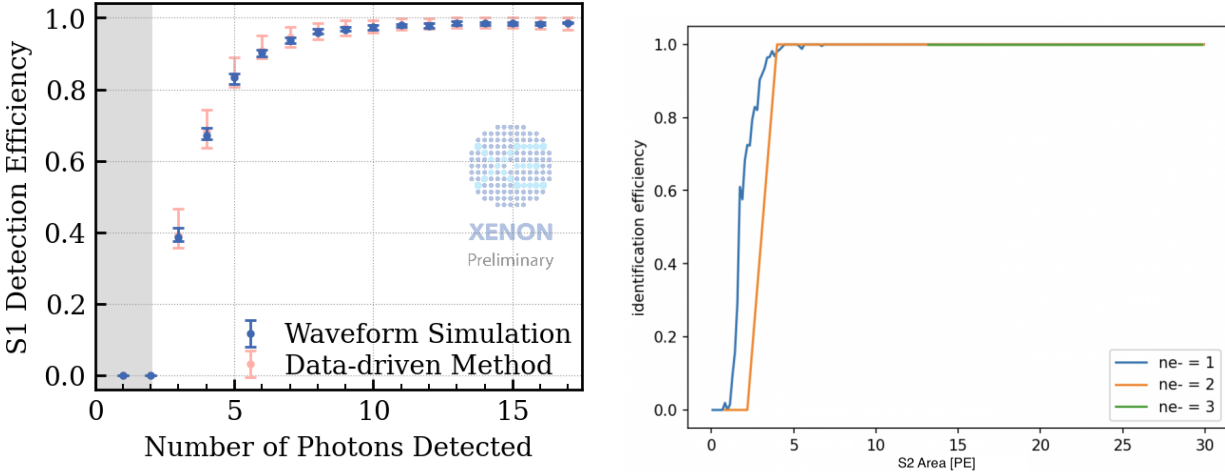 S1 Detection Efficiency
1.0
0.8
0.6
0.4
0.2
0.0
XENON
Preliminary
Waveform Simulation
Data-driven Method
0 5 10 15
Number of Photons Detected
identification efficiency
1.0
0.8
0.6
0.4
0.2
0.0
ne- = 1
ne- = 2
ne- = 3
0 5 10 15 20 25 30
S2 Area [PE]